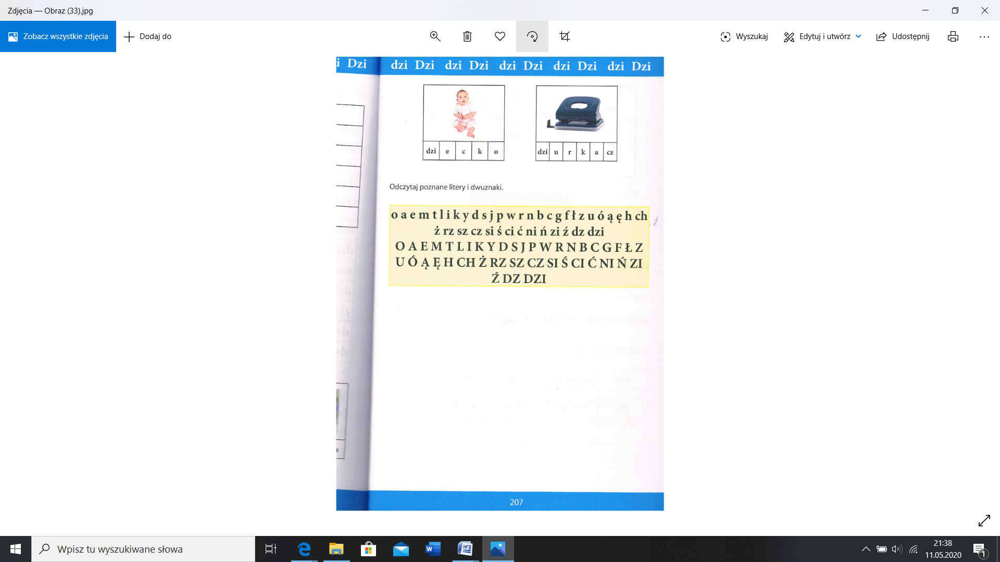 Zdjęcia — Obraz (33).jpg
Zobacz wszystkie zdjęcia Dodaj do Wyszukaj Edytuj i utwórz Udostępnij
i Dzi dzi Dzi dzi Dzi dzi Dzi dzi Dzi dzi Dzi
dzi e c k o
dzi u r k a cz
Odczytaj poznane litery i dwuznaki.
o a e m t l i k y d s j p w r n b c g f ł z u ó ą ę h ch
ż rz sz cz si ś ci ć ni ń zi ź dz dzi
O A E M T L I K Y D S J P W R N B C G F Ł Z
U Ó Ą Ę H CH Ż RZ SZ CZ SI Ś CI Ć NI Ń ZI
Ź DZ DZI
207
Wpisz tu wyszukiwane słowa
21:38
11.05.2020
1